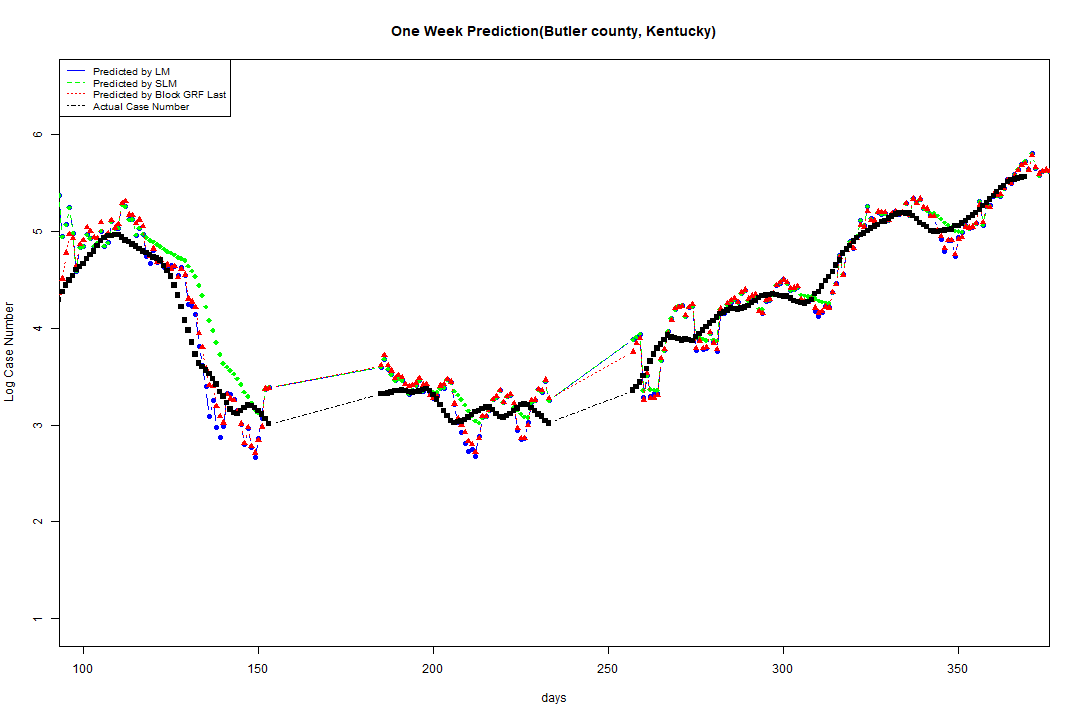 One Week Prediction(Butler county, Kentucky)
Predicted by LM
Predicted by SLM
Predicted by Block GRF Last
Actual Case Number
Log Case Number
6
5
4
3
2
1
100 150 200 250 300 350
days